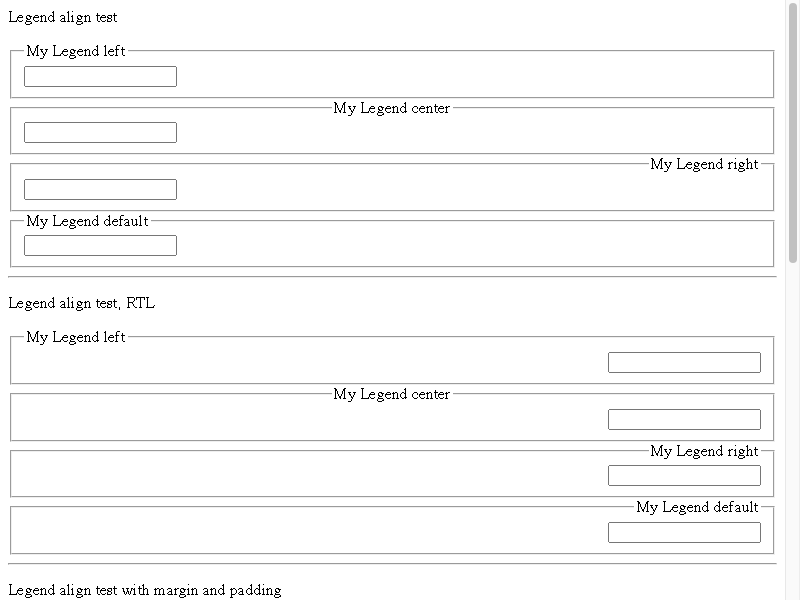 Legend align test
My Legend left
My Legend center
My Legend right
My Legend default
Legend align test, RTL
My Legend left
My Legend center
My Legend right
My Legend default
Legend align test with margin and padding